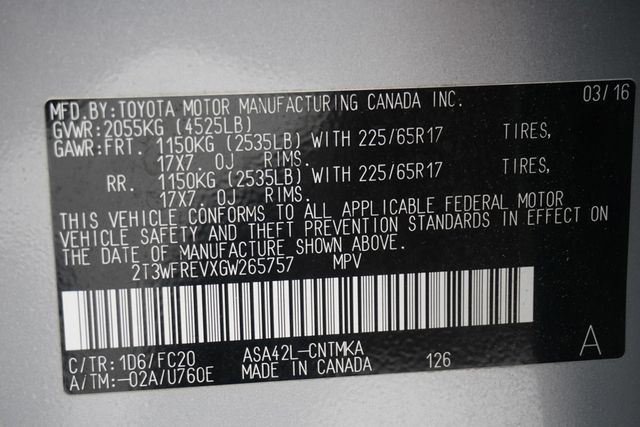 MFD.BY:TOYOTA MOTOR MANUFACTURING CANADA INC. 03/16
GVWR:2055KG (4525LB)
GAWR:FRT. 1150KG (2535LB) WITH 225/65R17 TIRES,
17X7.0J RIMS.
RR. 1150KG (2535LB) WITH 225/65R17 TIRES,
17X7.0J RIMS.
THIS VEHICLE CONFORMS TO ALL APPLICABLE FEDERAL MOTOR
VEHICLE SAFETY AND THEFT PREVENTION STANDARDS IN EFFECT ON
THE DATE OF MANUFACTURE SHOWN ABOVE.
2T3WFREVXGW265757 MPV
C/TR:1D6/FC20 ASA42L-CNTMKA A
A/TM:-02A/U760E MADE IN CANADA 126